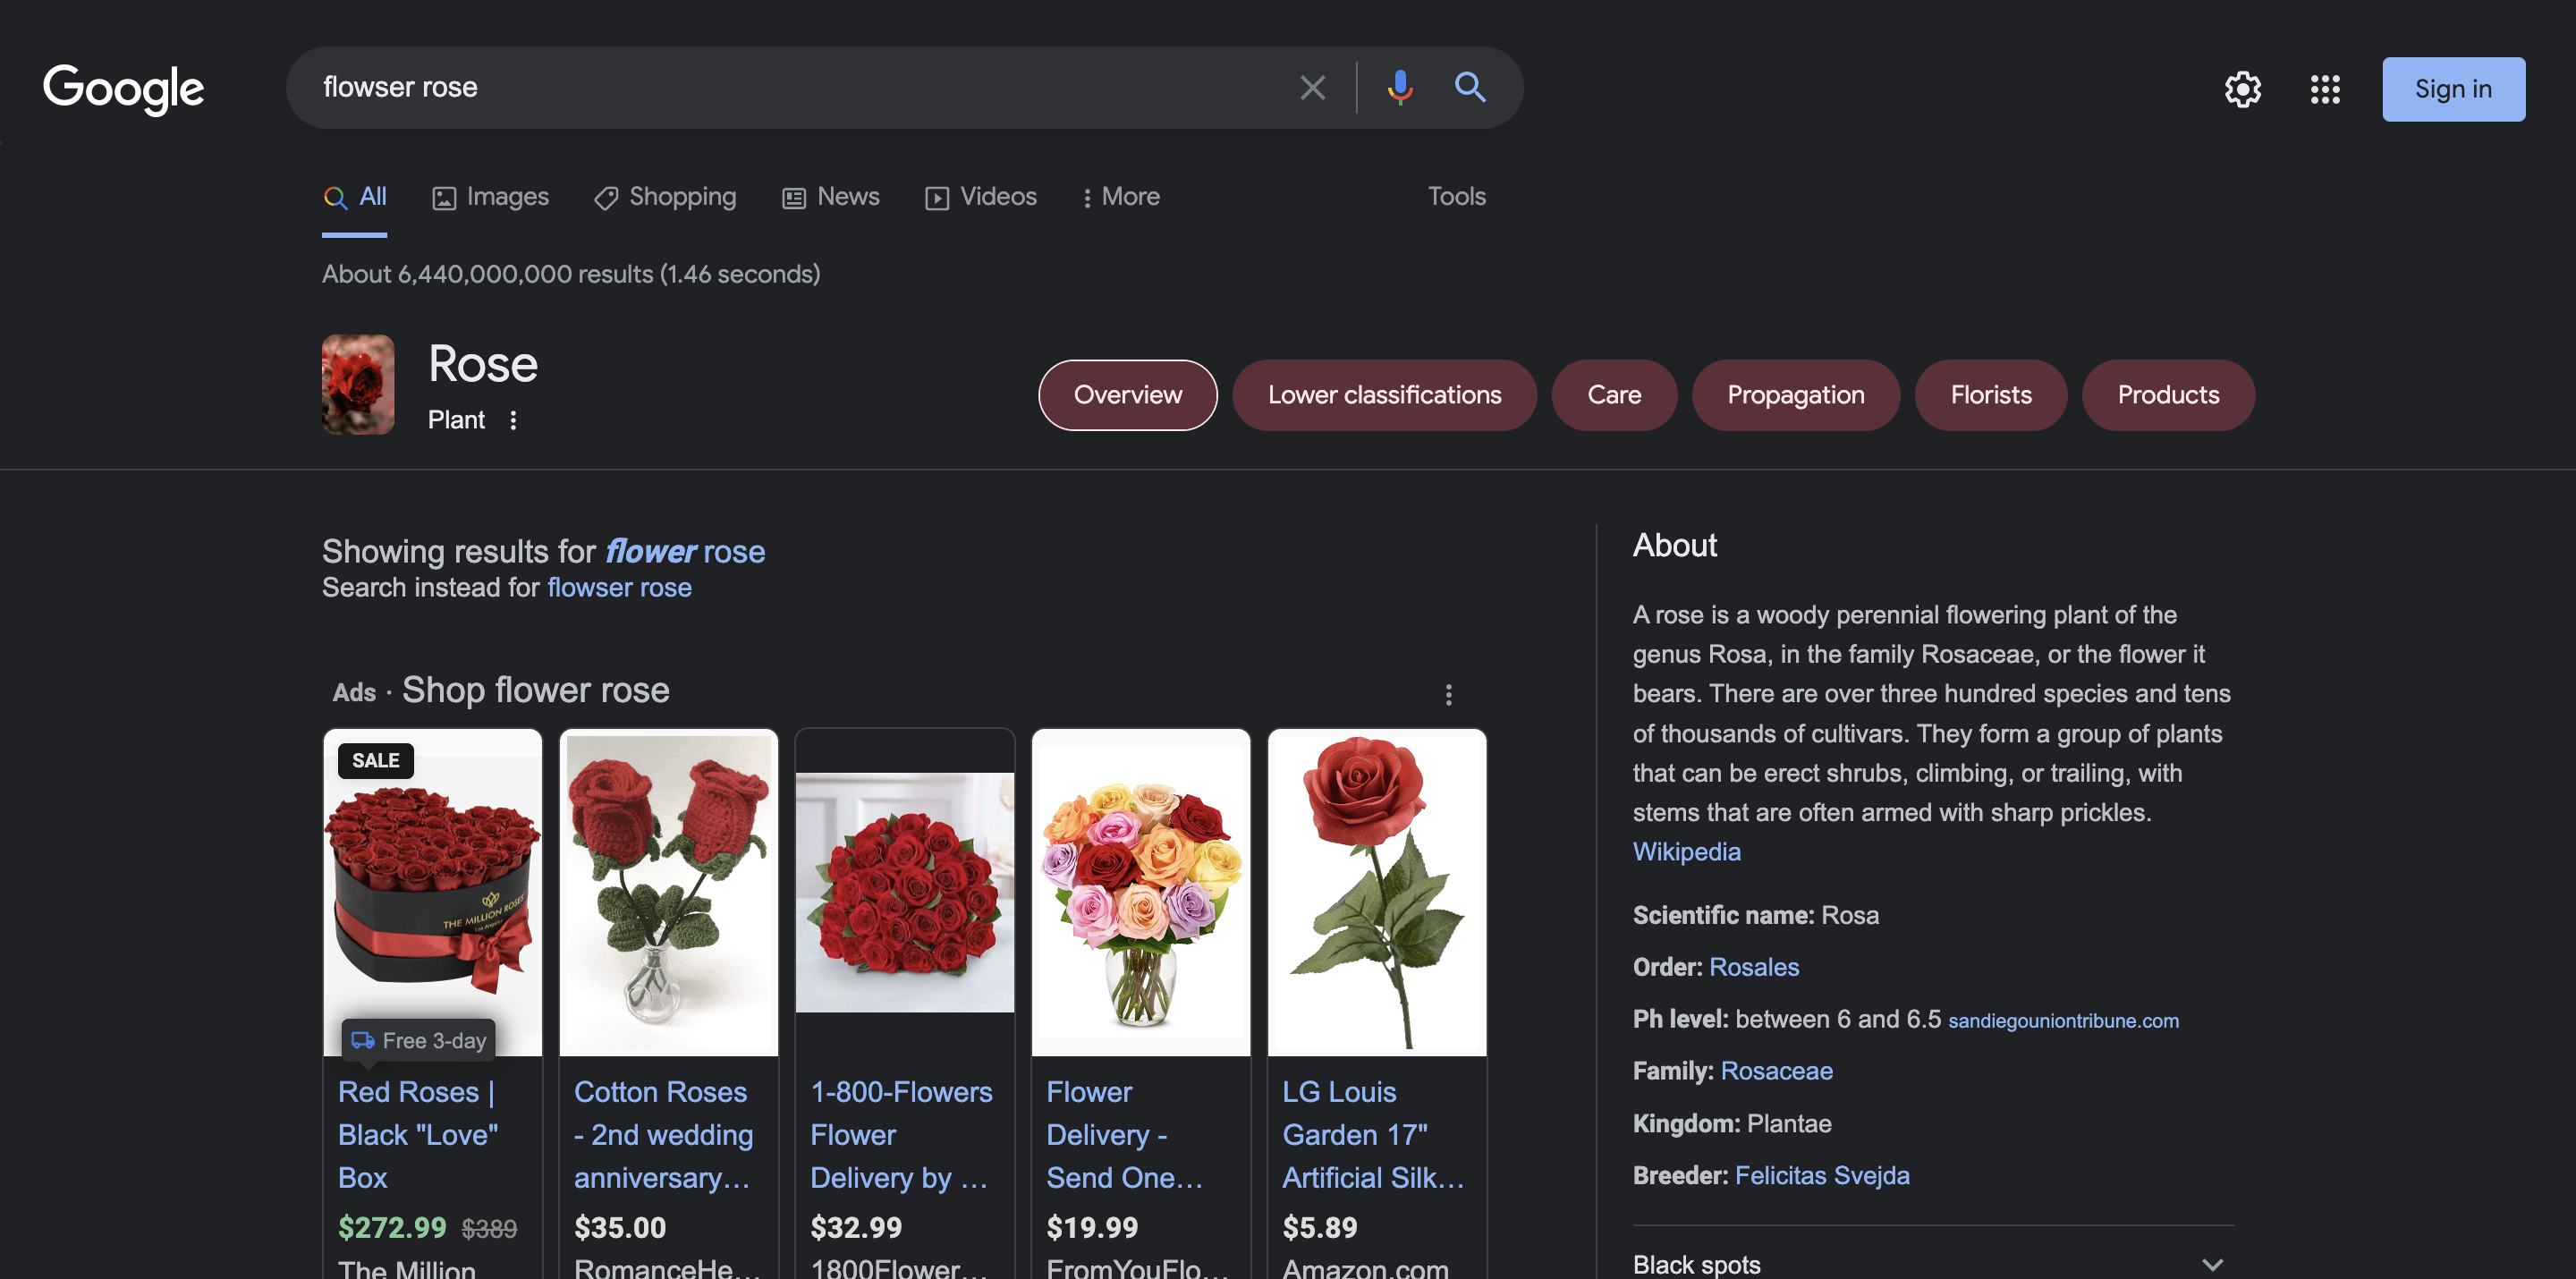 Google
flowser rose
Sign in
All
Images
Shopping
News
Videos
More
Tools
About 6,440,000,000 results (1.46 seconds)
Rose
Plant
Overview
Lower classifications
Care
Propagation
Florists
Products
Showing results for flower rose
Search instead for flowser rose
Ads · Shop flower rose
SALE
THE MILLION ROSES
Los Angeles
Free 3-day
Red Roses |
Black "Love"
Box
$272.99 $389
The Million
Cotton Roses
- 2nd wedding
anniversary...
$35.00
RomanceHe...
1-800-Flowers
Flower
Delivery by ...
$32.99
1800Flower...
Flower
Delivery -
Send One...
$19.99
FromYouFlo...
LG Louis
Garden 17"
Artificial Silk...
$5.89
Amazon.com
About
A rose is a woody perennial flowering plant of the
genus Rosa, in the family Rosaceae, or the flower it
bears. There are over three hundred species and tens
of thousands of cultivars. They form a group of plants
that can be erect shrubs, climbing, or trailing, with
stems that are often armed with sharp prickles.
Wikipedia
Scientific name: Rosa
Order: Rosales
Ph level: between 6 and 6.5 sandiegouniontribune.com
Family: Rosaceae
Kingdom: Plantae
Breeder: Felicitas Svejda
Black spots